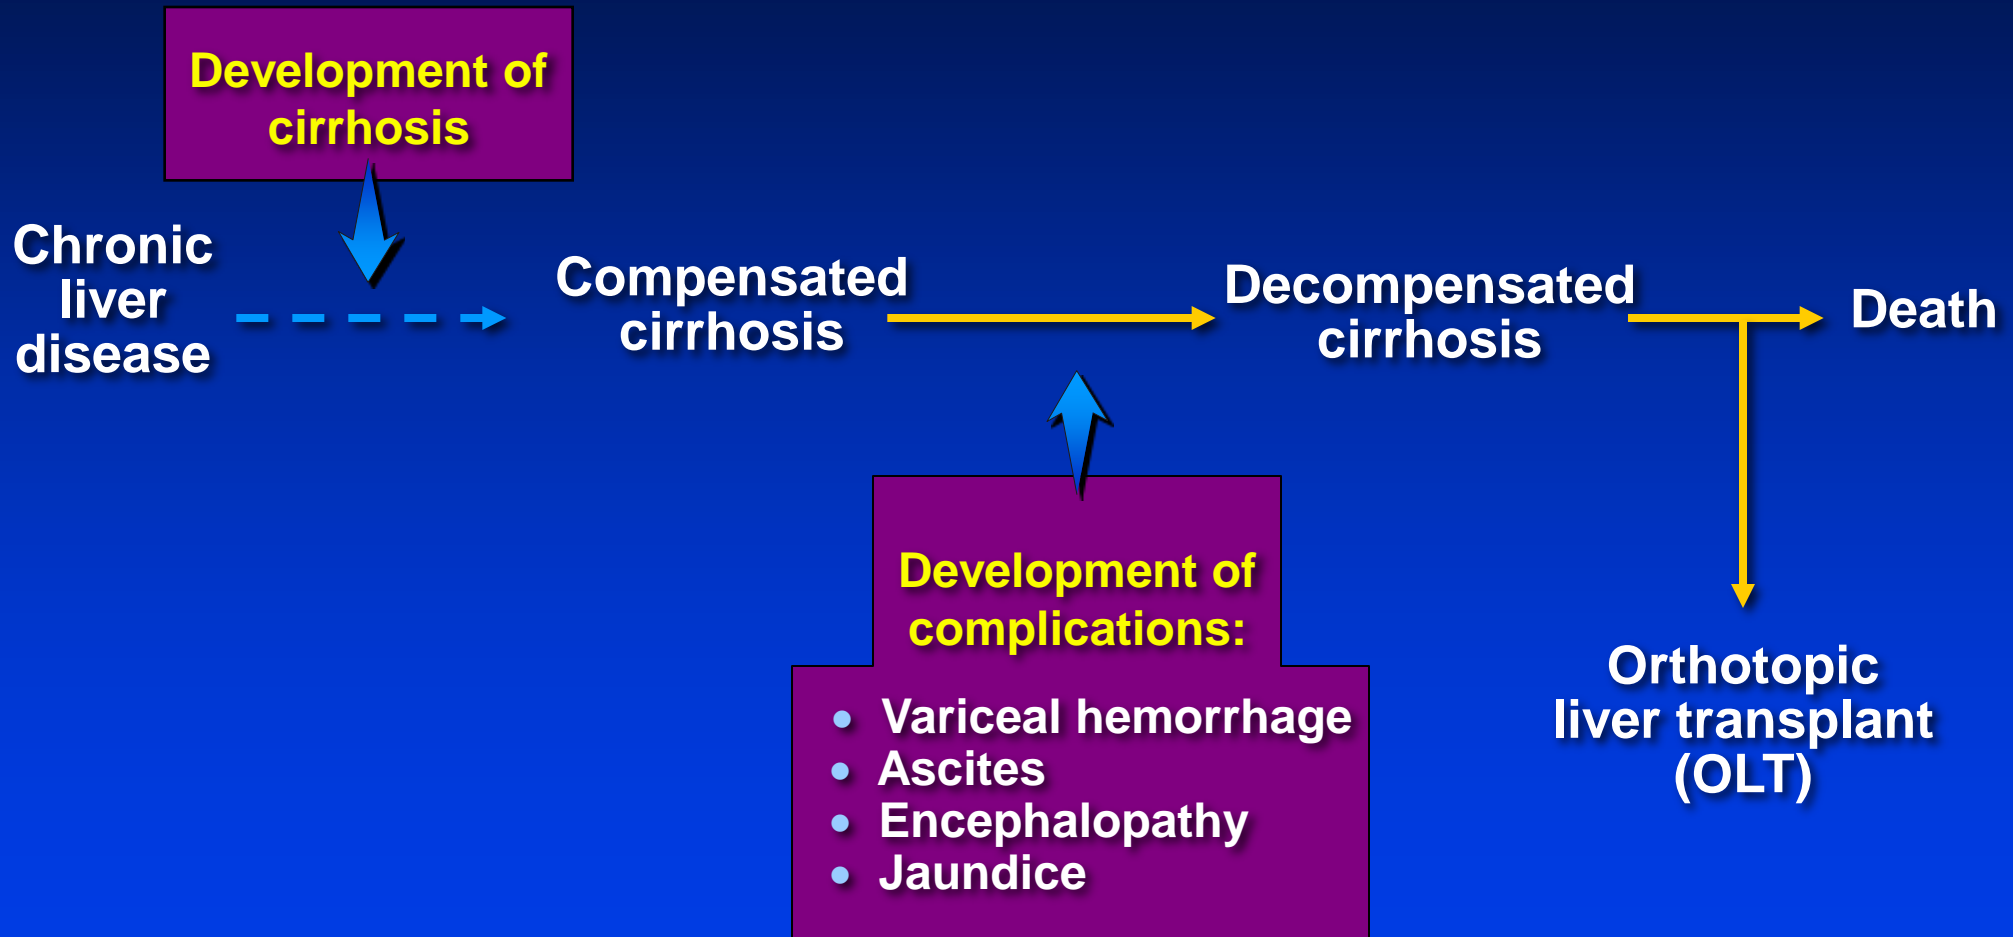 Development of
cirrhosis
Chronic
liver
disease
Compensated
cirrhosis
Decompensated
cirrhosis
Death
Development of
complications:
• Variceal hemorrhage
• Ascites
• Encephalopathy
• Jaundice
Orthotopic
liver transplant
(OLT)